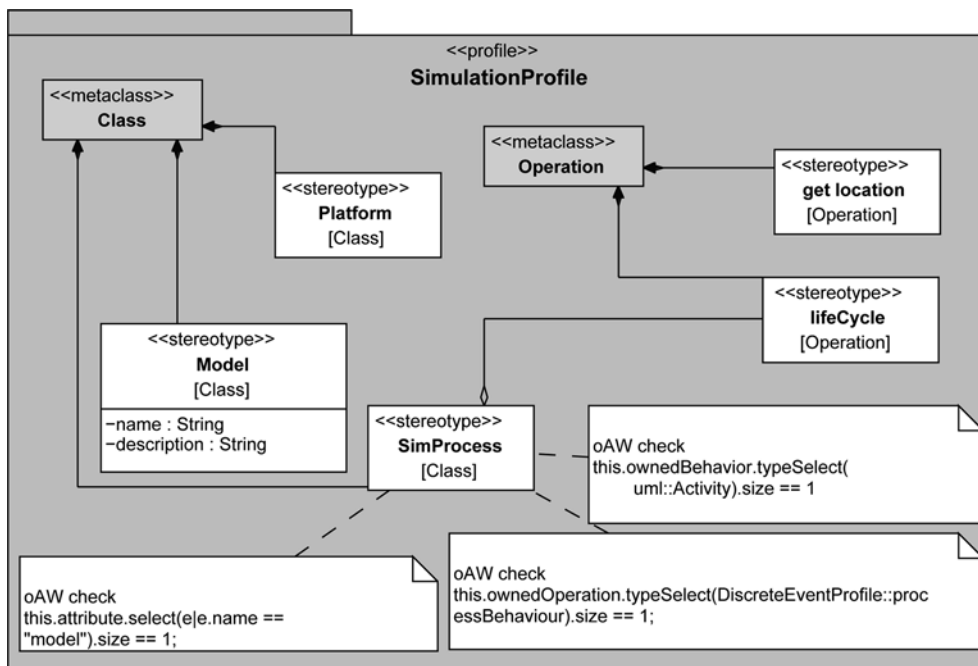 <<profile>>
SimulationProfile
<<metaclass>>
Class
<<metaclass>>
Operation
<<stereotype>>
get location
[Operation]
<<stereotype>>
Platform
[Class]
<<stereotype>>
lifeCycle
[Operation]
<<stereotype>>
Model
[Class]
−name : String
−description : String
<<stereotype>>
SimProcess
[Class]
oAW check
this.ownedBehavior.typeSelect(
uml::Activity).size == 1
oAW check
this.attribute.select(e|e.name ==
"model").size == 1;
oAW check
this.ownedOperation.typeSelect(DiscreteEventProfile::proc
essBehaviour).size == 1;